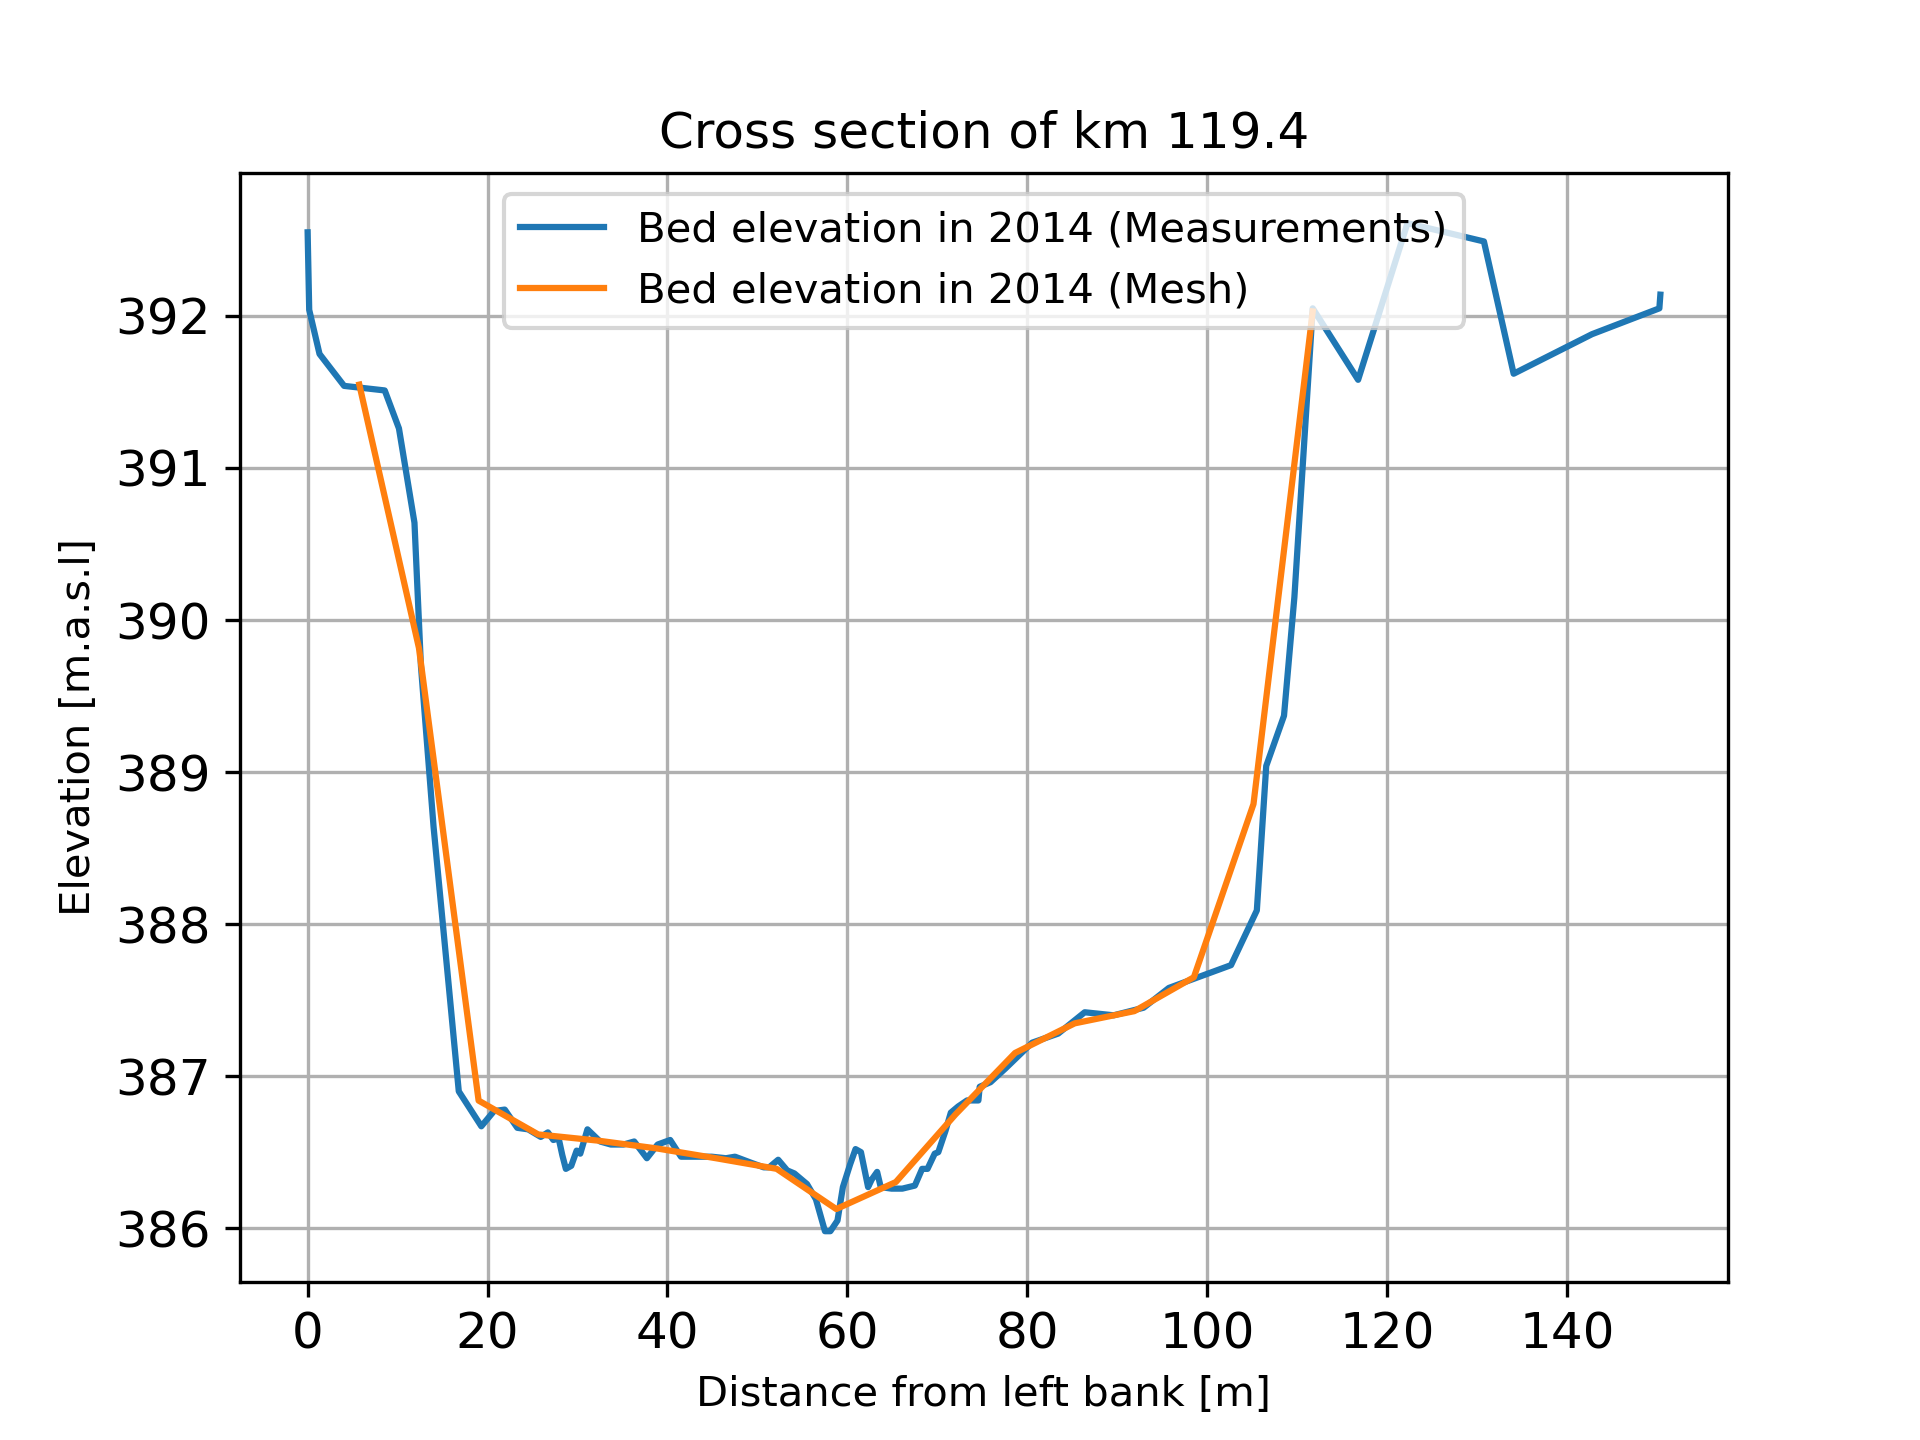 Cross section of km 119.4
Bed elevation in 2014 (Measurements)
Bed elevation in 2014 (Mesh)
392
391
390
389
388
387
386
Elevation [m.a.s.l]
0 20 40 60 80 100 120 140
Distance from left bank [m]